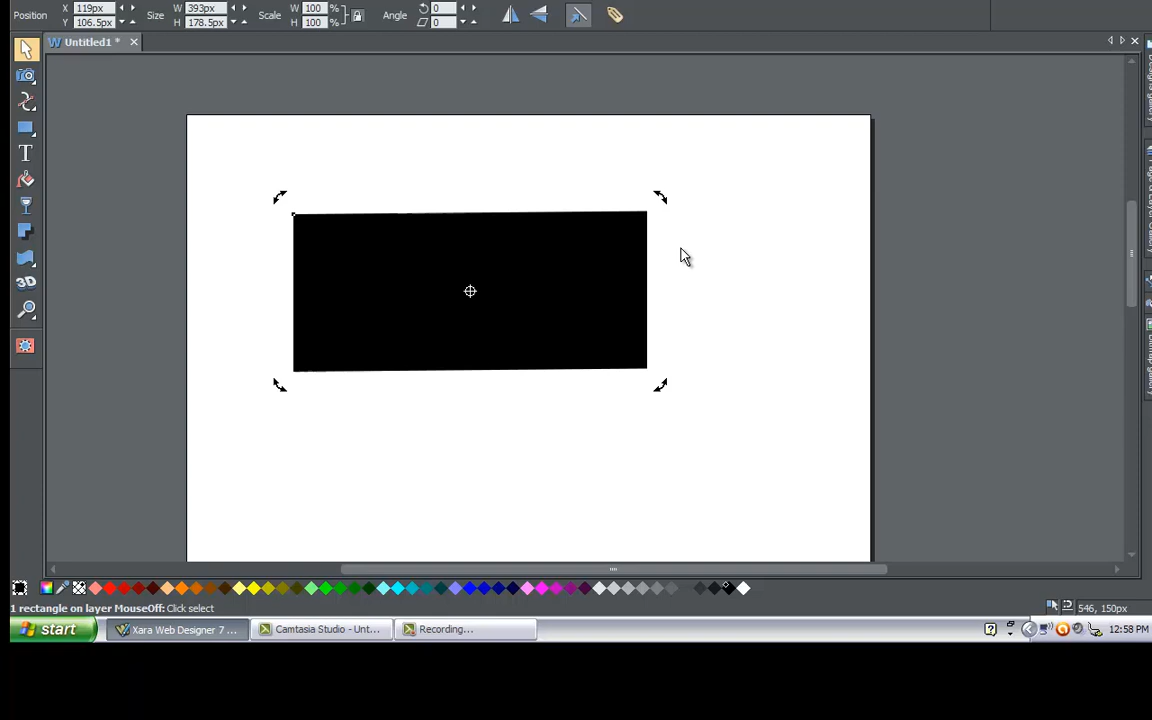 Position X 119px Size W 393px Scale W 100 % Angle 0
Y 106.5px H 178.5px H 100 % 0
W Untitled1 *
T
3D
1 rectangle on layer MouseOff: Click select
546, 150px
start
Xara Web Designer 7 ...
Camtasia Studio - Unt...
Recording...
12:58 PM